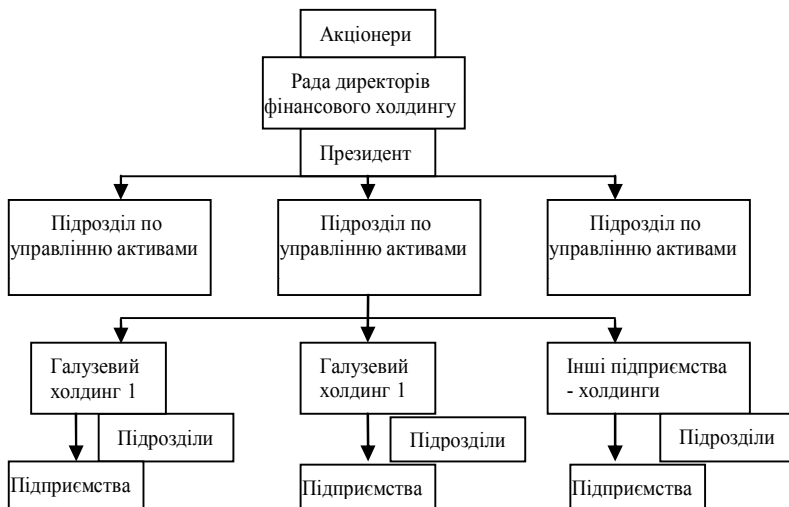 Акціонери
Рада директорів
фінансового холдингу
Президент
Підрозділ по
управлінню активами
Підрозділ по
управлінню активами
Підрозділ по
управлінню активами
Галузевий
холдинг 1
Галузевий
холдинг 1
Інші підприємства
- холдинги
Підрозділи
Підрозділи
Підрозділи
Підприємства
Підприємства
Підприємства